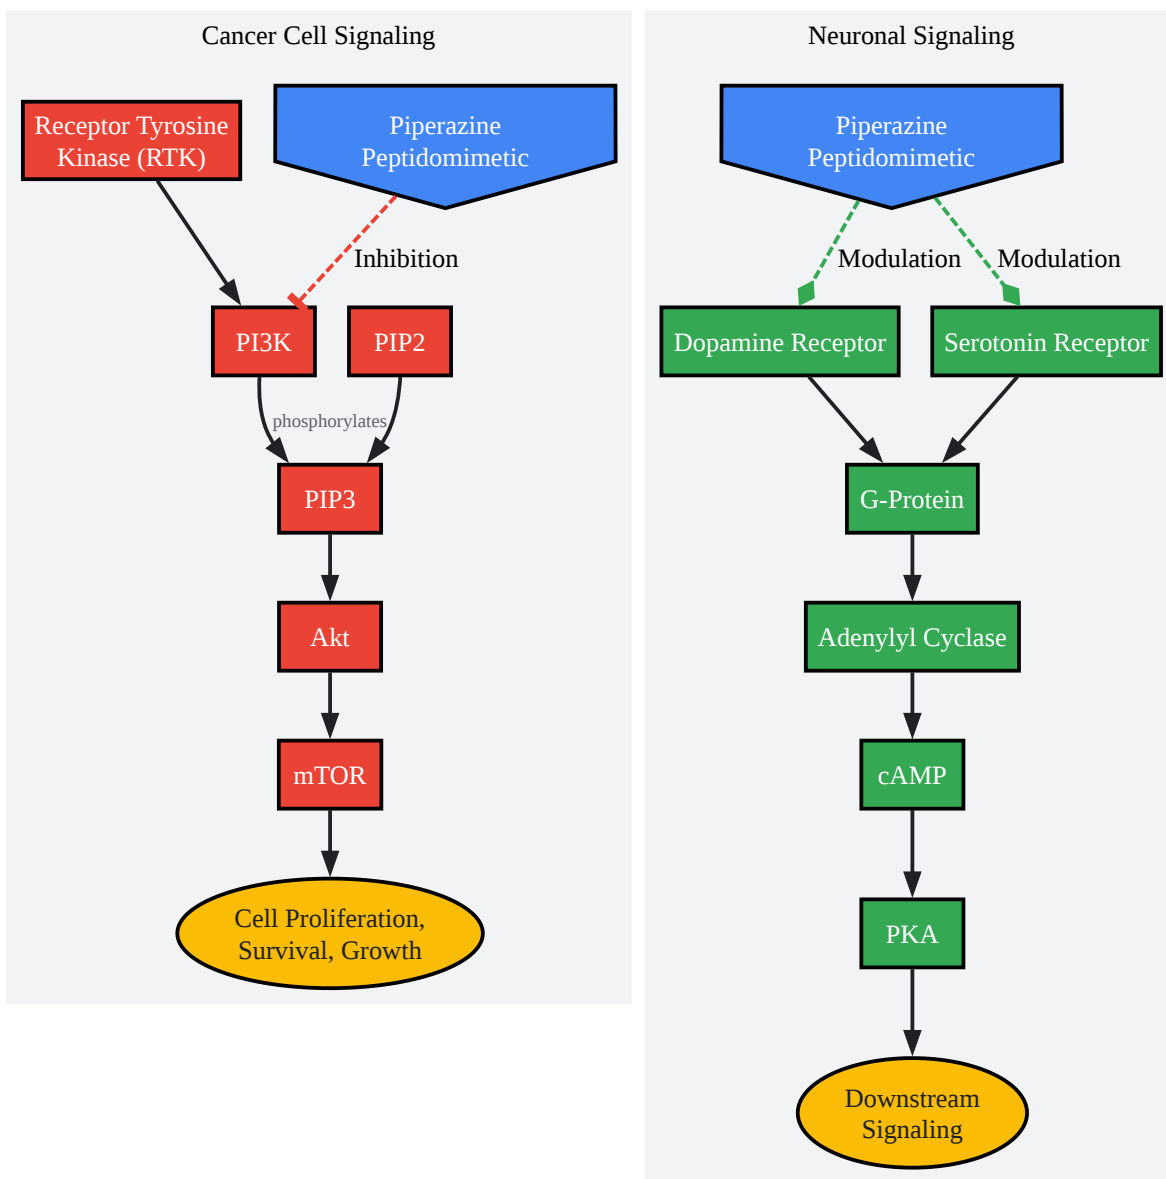 Cancer Cell Signaling
Receptor Tyrosine
Kinase (RTK)
Piperazine
Peptidomimetic
Inhibition
PI3K
PIP2
phosphorylates
PIP3
Akt
mTOR
Cell Proliferation,
Survival, Growth
Neuronal Signaling
Piperazine
Peptidomimetic
Modulation
Modulation
Dopamine Receptor
Serotonin Receptor
G-Protein
Adenylyl Cyclase
cAMP
PKA
Downstream
Signaling